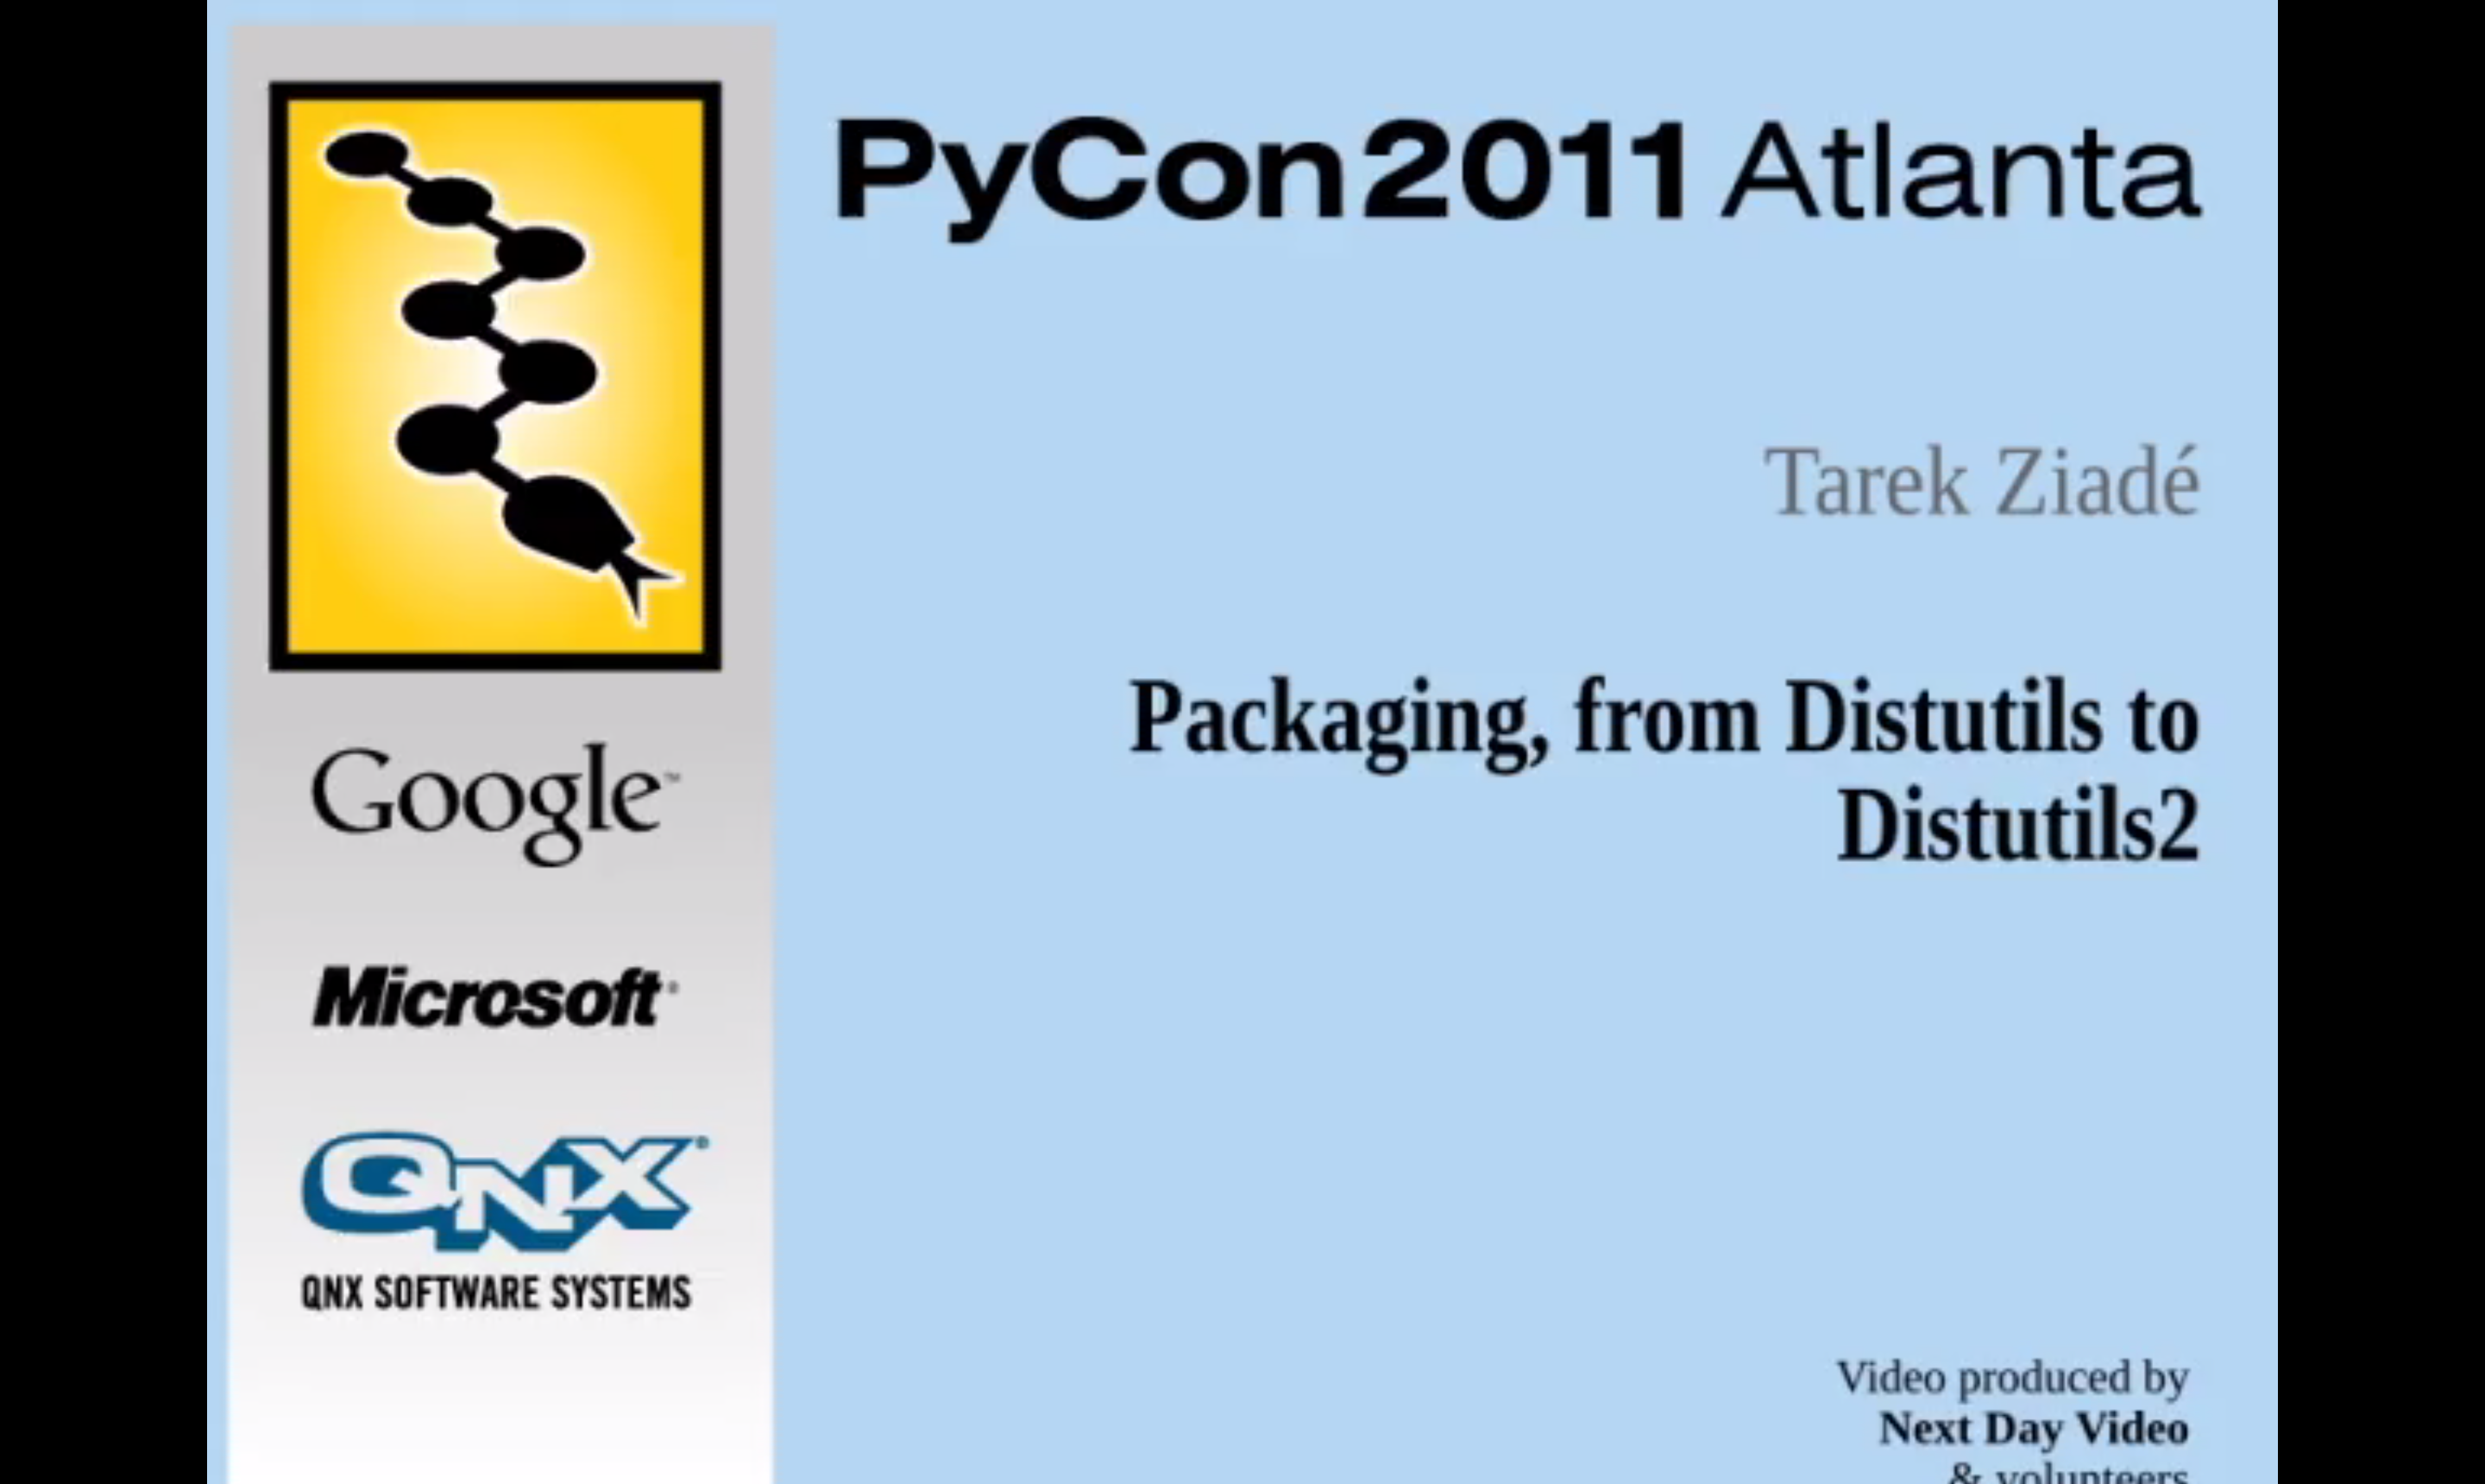 PyCon 2011 Atlanta
Tarek Ziadé
Packaging, from Distutils to
Distutils2
Google™
Microsoft®
QNX®
QNX SOFTWARE SYSTEMS
Video produced by
Next Day Video
& volunteers